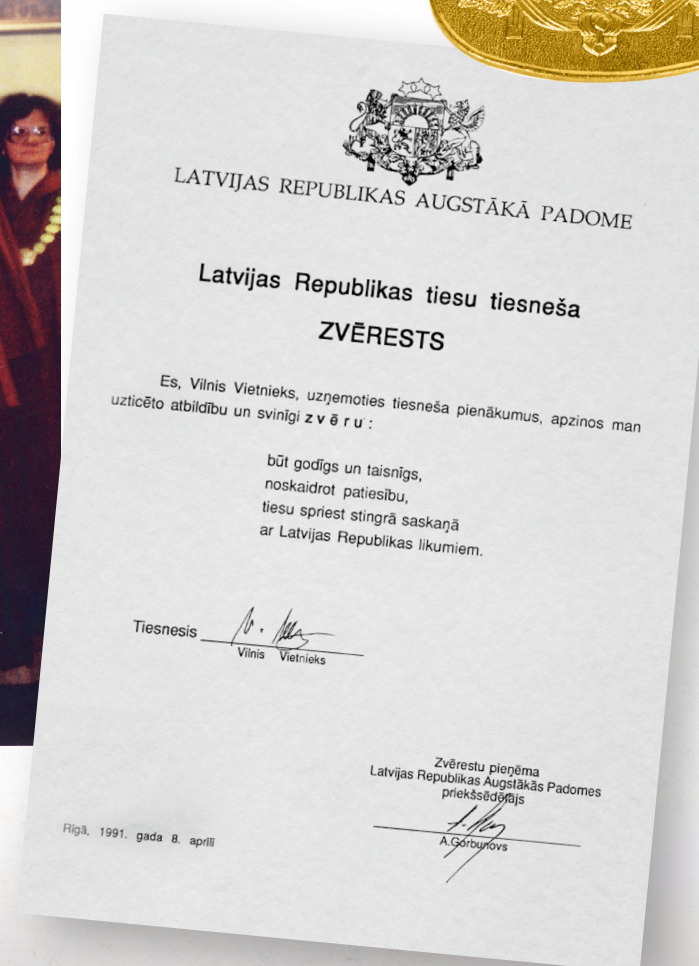 LATVIJAS REPUBLIKAS AUGSTĀKĀ PADOME
Latvijas Republikas tiesu tiesneša
ZVĒRESTS
Es, Vilnis Vietnieks, uzņemoties tiesneša pienākumus, apzinos man
uzticēto atbildību un svinīgi zvēru:
būt godīgs un taisnīgs,
noskaidrot patiesību,
tiesu spriest stingrā saskaņā
ar Latvijas Republikas likumiem.
Tiesnesis
Vilnis Vietnieks
Zvērestu pieņēma
Latvijas Republikas Augstākās Padomes
priekšsēdētājs
A.Gorbunovs
Rīgā, 1991. gada 8. aprīlī